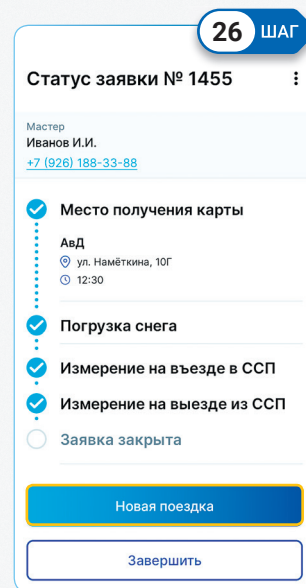 26 ШАГ
Статус заявки № 1455
Мастер
Иванов И.И.
+7 (926) 188-33-88
Место получения карты
АвД
ул. Намёткина, 10Г
12:30
Погрузка снега
Измерение на въезде в ССП
Измерение на выезде из ССП
Заявка закрыта
Новая поездка
Завершить